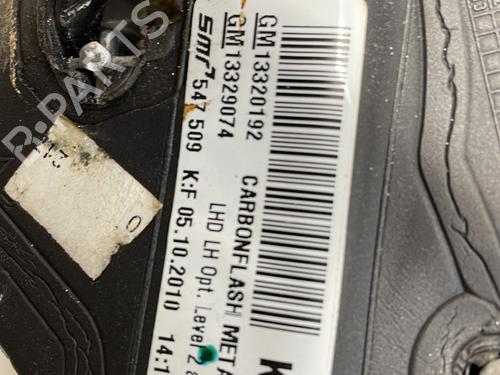 GM 13320192
GM 13329074
CARBONFLASH META
LHD LH Opt. Level 2
smr 547 509 K:F 05.10.2010 14:1
K
O
R-PARTS